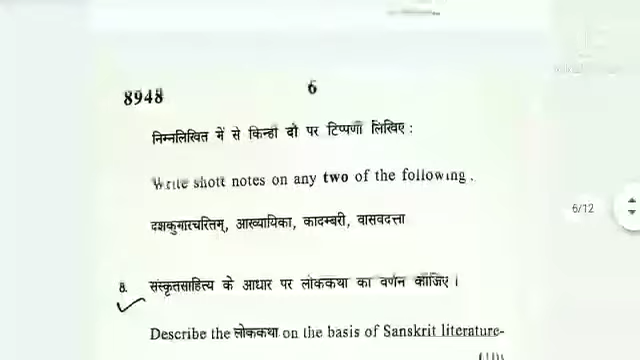 8948
6
निम्नलिखित में से किन्हीं दो पर टिप्पणी लिखिए :
Write short notes on any two of the following.
दशकुमारचरितम्, आख्यायिका, कादम्बरी, वासवदत्ता
6/12
8. संस्कृतसाहित्य के आधार पर लोककथा का वर्णन कीजिए ।
Describe the लोककथा on the basis of Sanskrit literature-